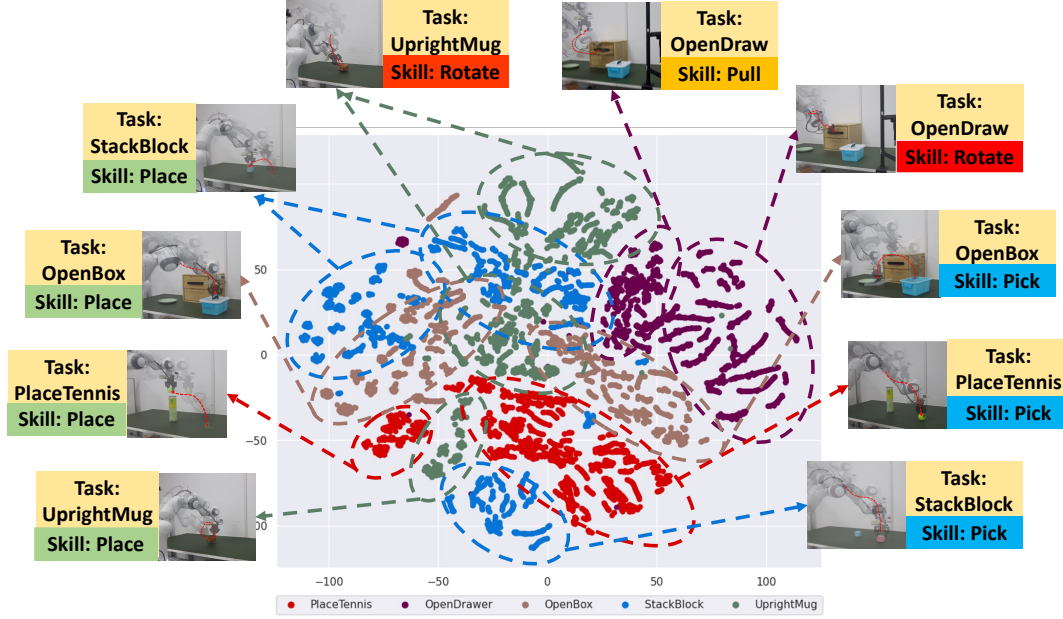 Task:
UprightMug
Skill: Rotate
Task:
OpenDraw
Skill: Pull
Task:
StackBlock
Skill: Place
Task:
OpenDraw
Skill: Rotate
Task:
OpenBox
Skill: Place
Task:
OpenBox
Skill: Pick
Task:
PlaceTennis
Skill: Place
Task:
PlaceTennis
Skill: Pick
Task:
UprightMug
Skill: Place
Task:
StackBlock
Skill: Pick
50
0
−50
−100 −50 0 50 100
PlaceTennis OpenDrawer OpenBox StackBlock UprightMug